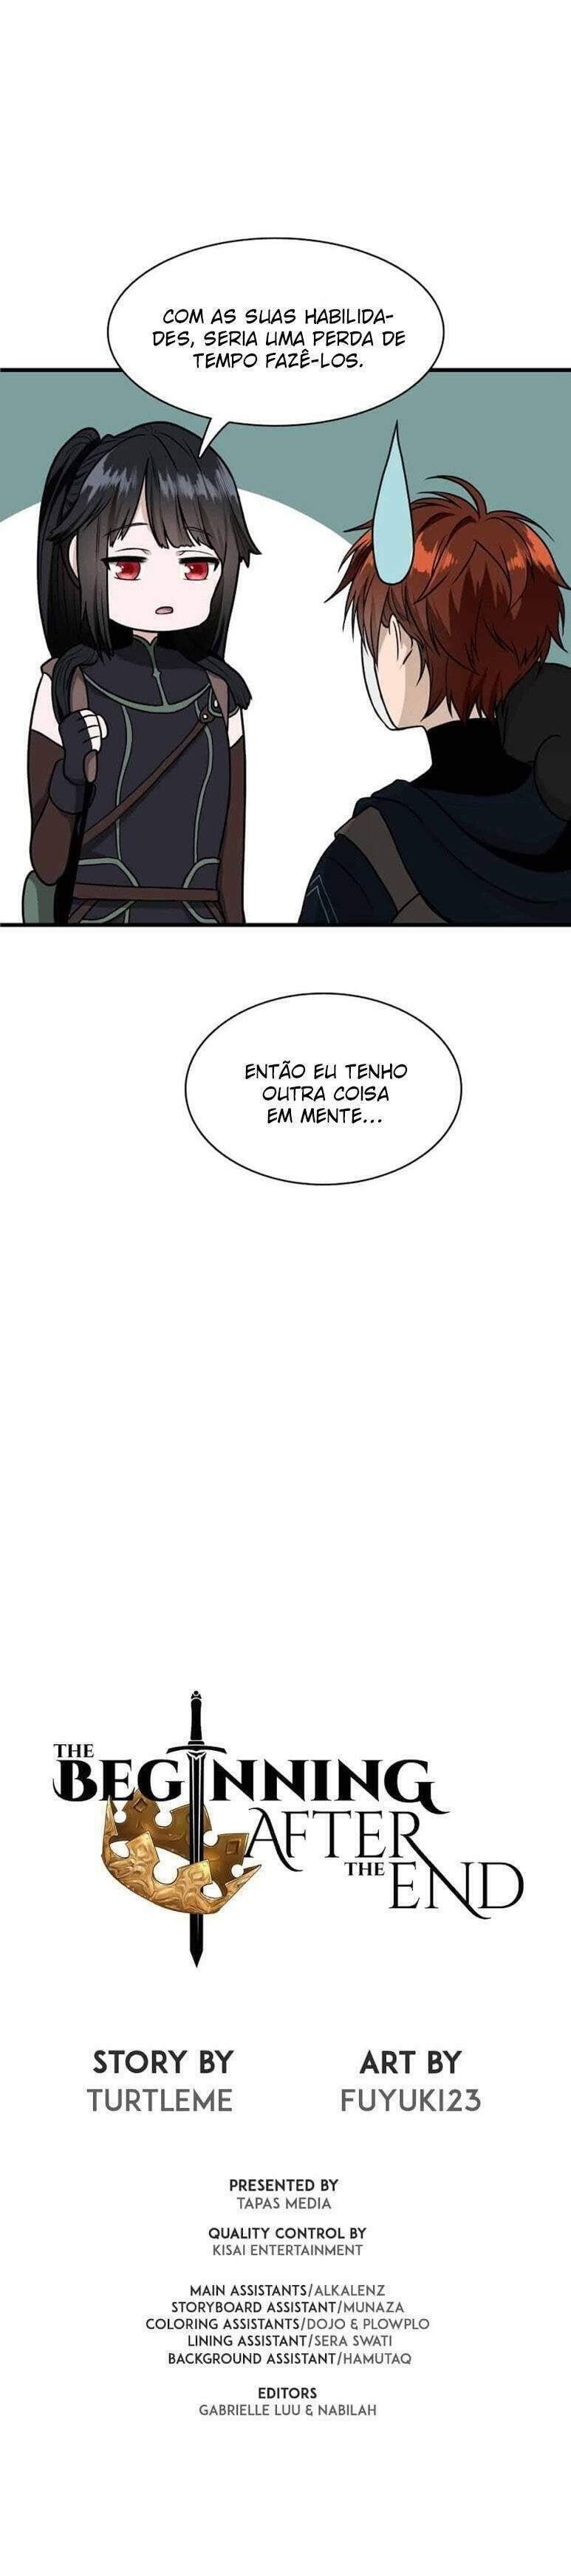 COM AS SUAS HABILIDA-
DES, SERIA UMA PERDA DE
TEMPO FAZÊ-LOS.
ENTÃO EU TENHO
OUTRA COISA
EM MENTE...
THE
BEGINNING
AFTER
THE END
STORY BY
TURTLEME
ART BY
FUYUKI23
PRESENTED BY
TAPAS MEDIA
QUALITY CONTROL BY
KISAI ENTERTAINMENT
MAIN ASSISTANTS/ALKALENZ
STORYBOARD ASSISTANT/MUNAZA
COLORING ASSISTANTS/DOJO & PLOWPLO
LINING ASSISTANT/SERA SWATI
BACKGROUND ASSISTANT/HAMUTAQ
EDITORS
GABRIELLE LUU & NABILAH